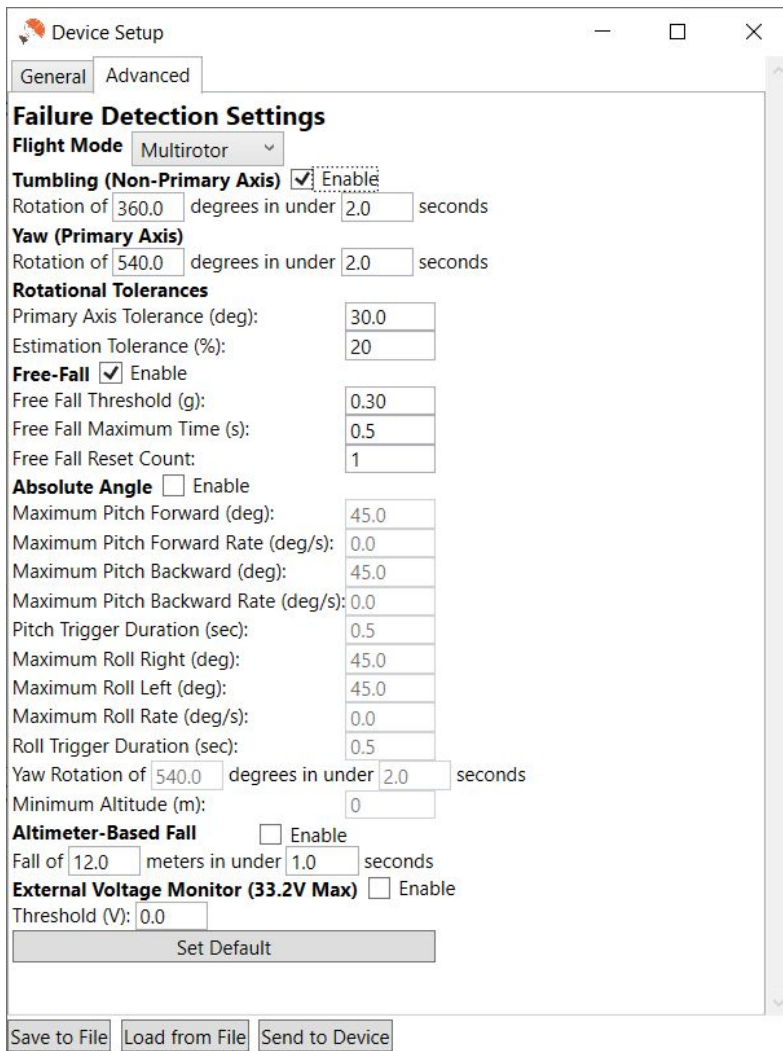 Device Setup
General Advanced
Failure Detection Settings
Flight Mode Multirotor
Tumbling (Non-Primary Axis) Enable
Rotation of 360.0 degrees in under 2.0 seconds
Yaw (Primary Axis)
Rotation of 540.0 degrees in under 2.0 seconds
Rotational Tolerances
Primary Axis Tolerance (deg): 30.0
Estimation Tolerance (%): 20
Free-Fall Enable
Free Fall Threshold (g): 0.30
Free Fall Maximum Time (s): 0.5
Free Fall Reset Count: 1
Absolute Angle Enable
Maximum Pitch Forward (deg): 45.0
Maximum Pitch Forward Rate (deg/s): 0.0
Maximum Pitch Backward (deg): 45.0
Maximum Pitch Backward Rate (deg/s): 0.0
Pitch Trigger Duration (sec): 0.5
Maximum Roll Right (deg): 45.0
Maximum Roll Left (deg): 45.0
Maximum Roll Rate (deg/s): 0.0
Roll Trigger Duration (sec): 0.5
Yaw Rotation of 540.0 degrees in under 2.0 seconds
Minimum Altitude (m): 0
Altimeter-Based Fall Enable
Fall of 12.0 meters in under 1.0 seconds
External Voltage Monitor (33.2V Max) Enable
Threshold (V): 0.0
Set Default
Save to File Load from File Send to Device